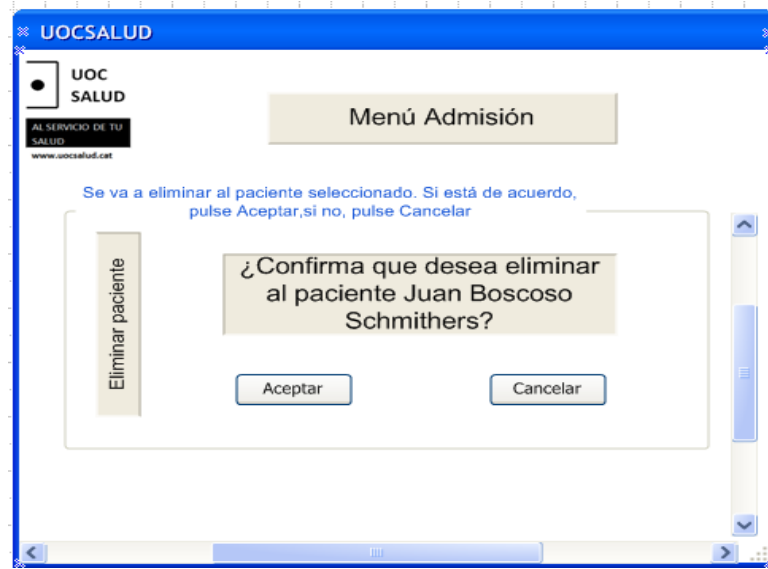 UOCSALUD
UOC
SALUD
AL SERVICIO DE TU
SALUD
www.uocsalud.cat
Menú Admisión
Se va a eliminar al paciente seleccionado. Si está de acuerdo,
pulse Aceptar,si no, pulse Cancelar
Eliminar paciente
¿Confirma que desea eliminar
al paciente Juan Boscoso
Schmithers?
Aceptar
Cancelar